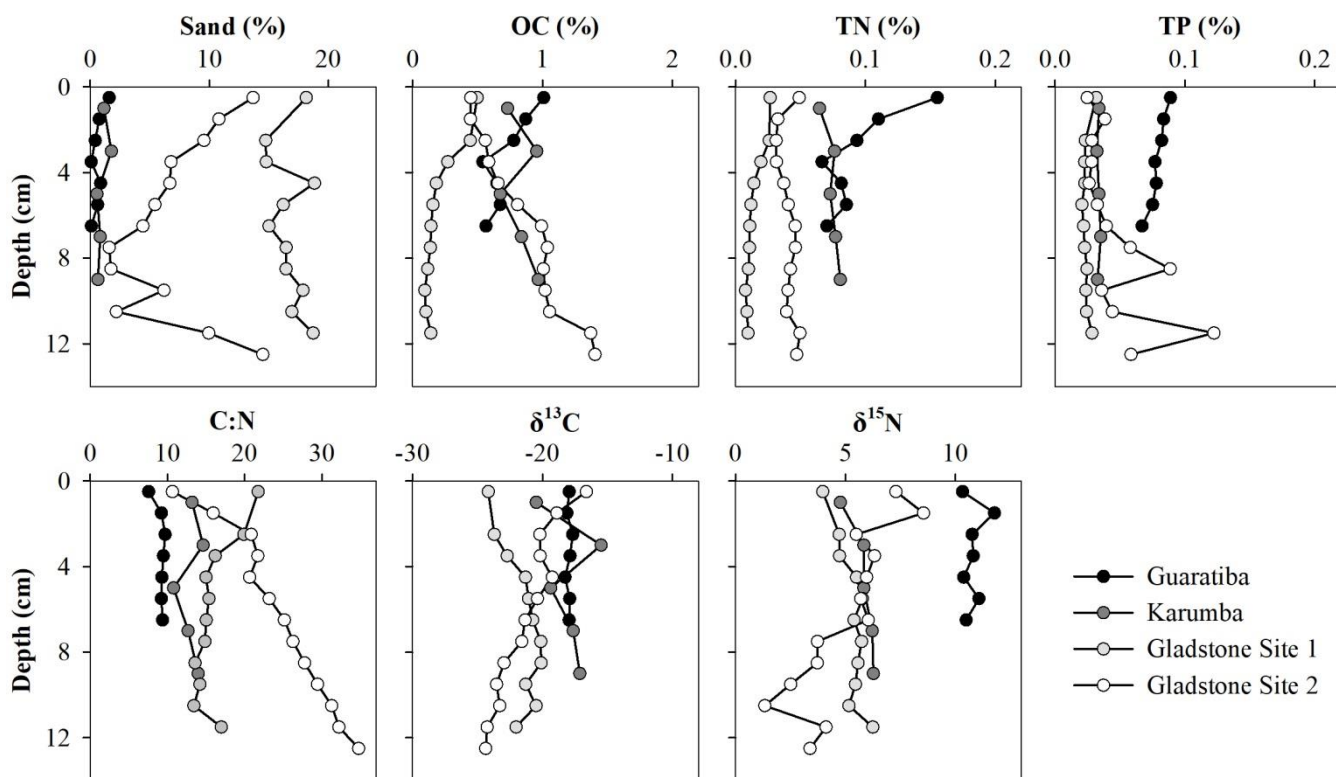 Sand (%) OC (%) TN (%) TP (%)
0 10 20 0 1 2 0.0 0.1 0.2 0.0 0.1 0.2
0
4
8
12
Depth (cm)
C:N δ¹³C δ¹⁵N
0 10 20 30 -30 -20 -10 0 5 10
0
4
8
12
Depth (cm)
Guaratiba
Karumba
Gladstone Site 1
Gladstone Site 2